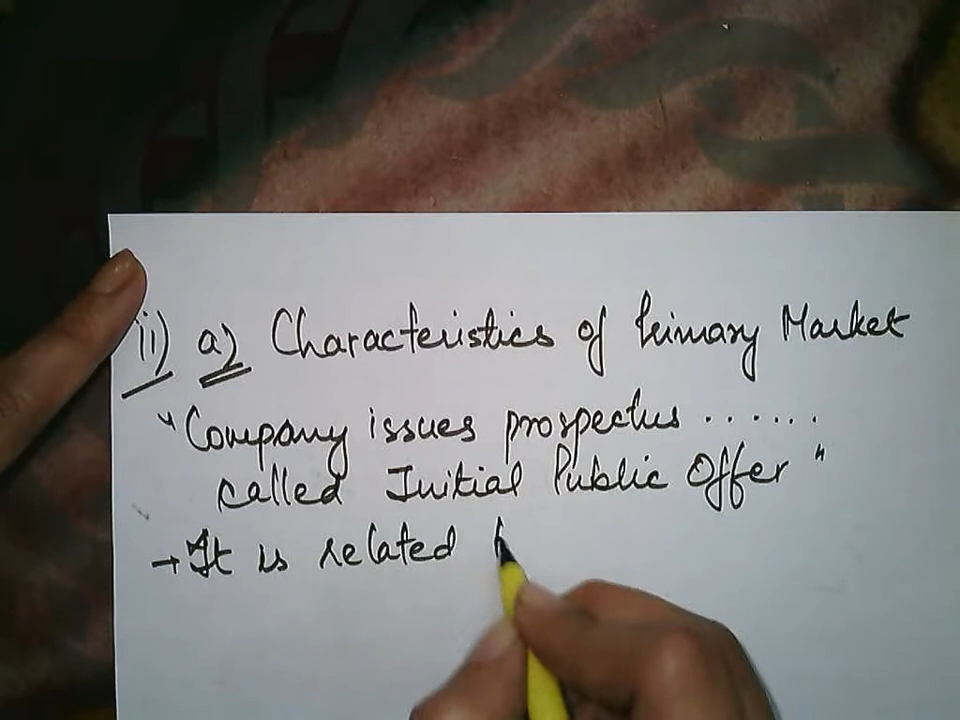 ii) a) Characteristics of Primary Market
"Company issues prospectus ......
called Initial Public Offer"
→ It is related